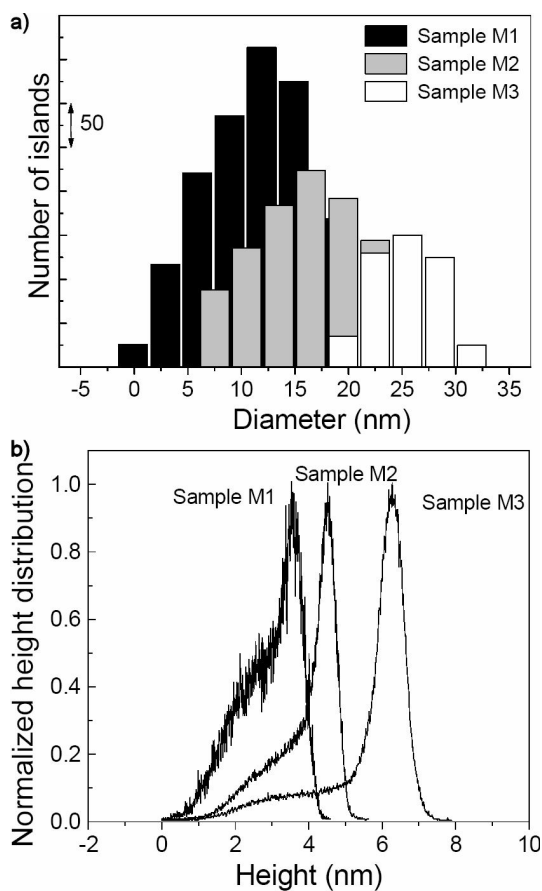 a)
Sample M1
Sample M2
Sample M3
50
Number of islands
-5 0 5 10 15 20 25 30 35
Diameter (nm)
b)
Sample M2
Sample M1
Sample M3
1.0
0.8
0.6
0.4
0.2
0.0
Normalized height distribution
-2 0 2 4 6 8 10
Height (nm)